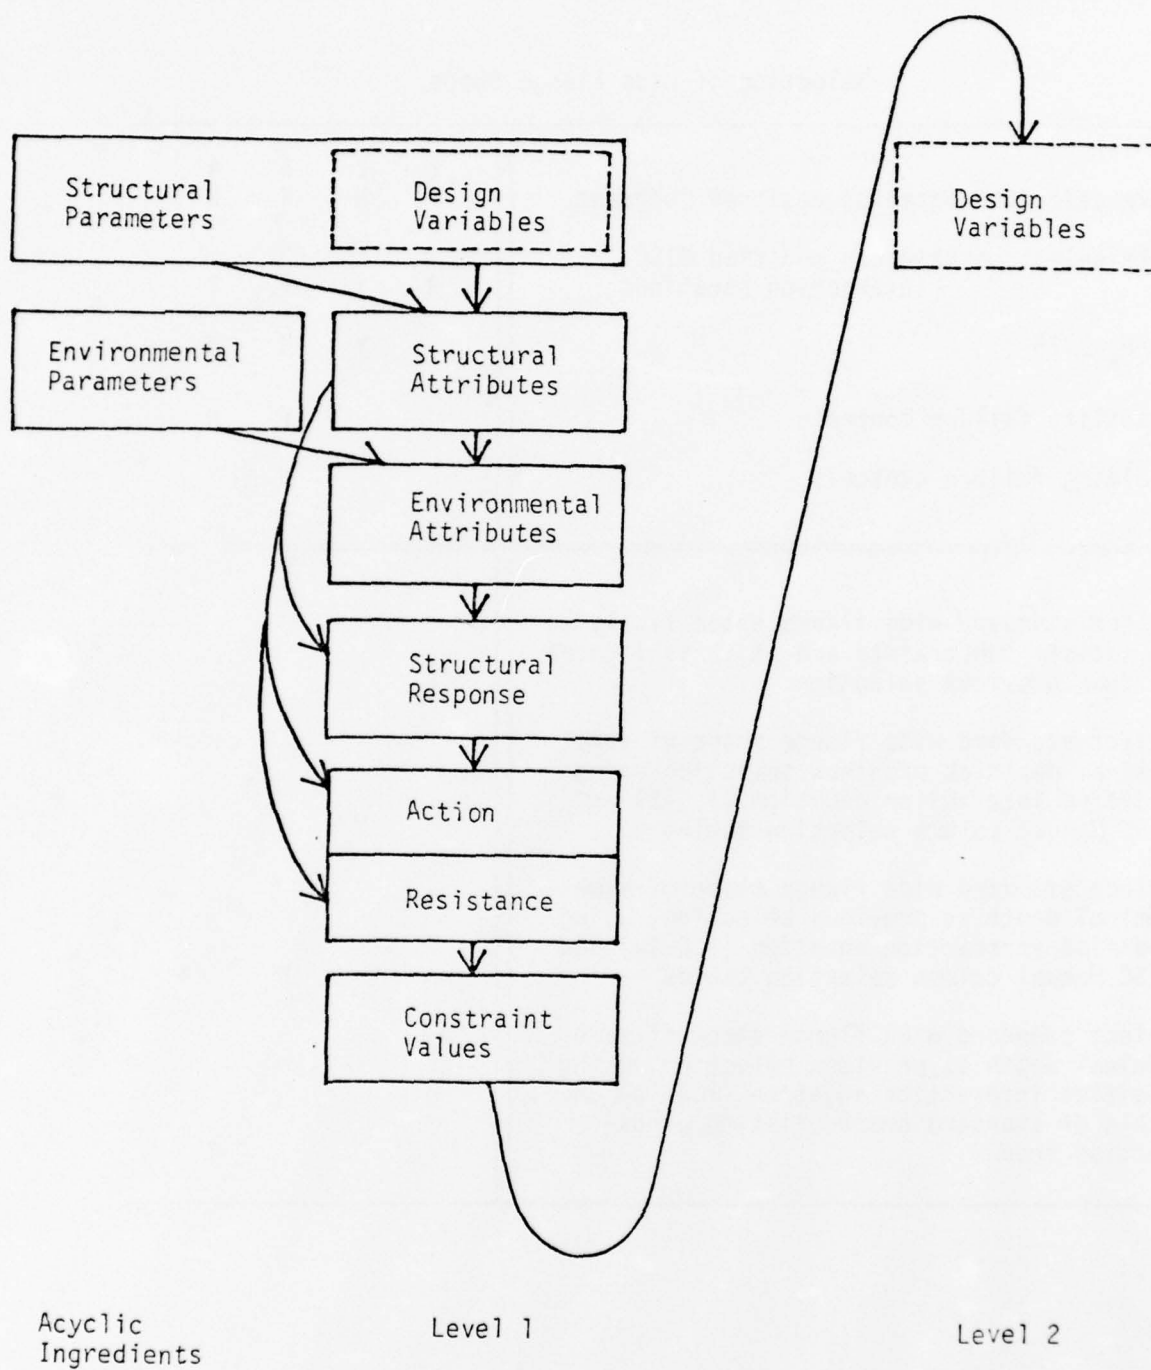 Structural
Parameters
Design
Variables
Design
Variables
Environmental
Parameters
Structural
Attributes
Environmental
Attributes
Structural
Response
Action
Resistance
Constraint
Values
Acyclic
Ingredients
Level 1
Level 2